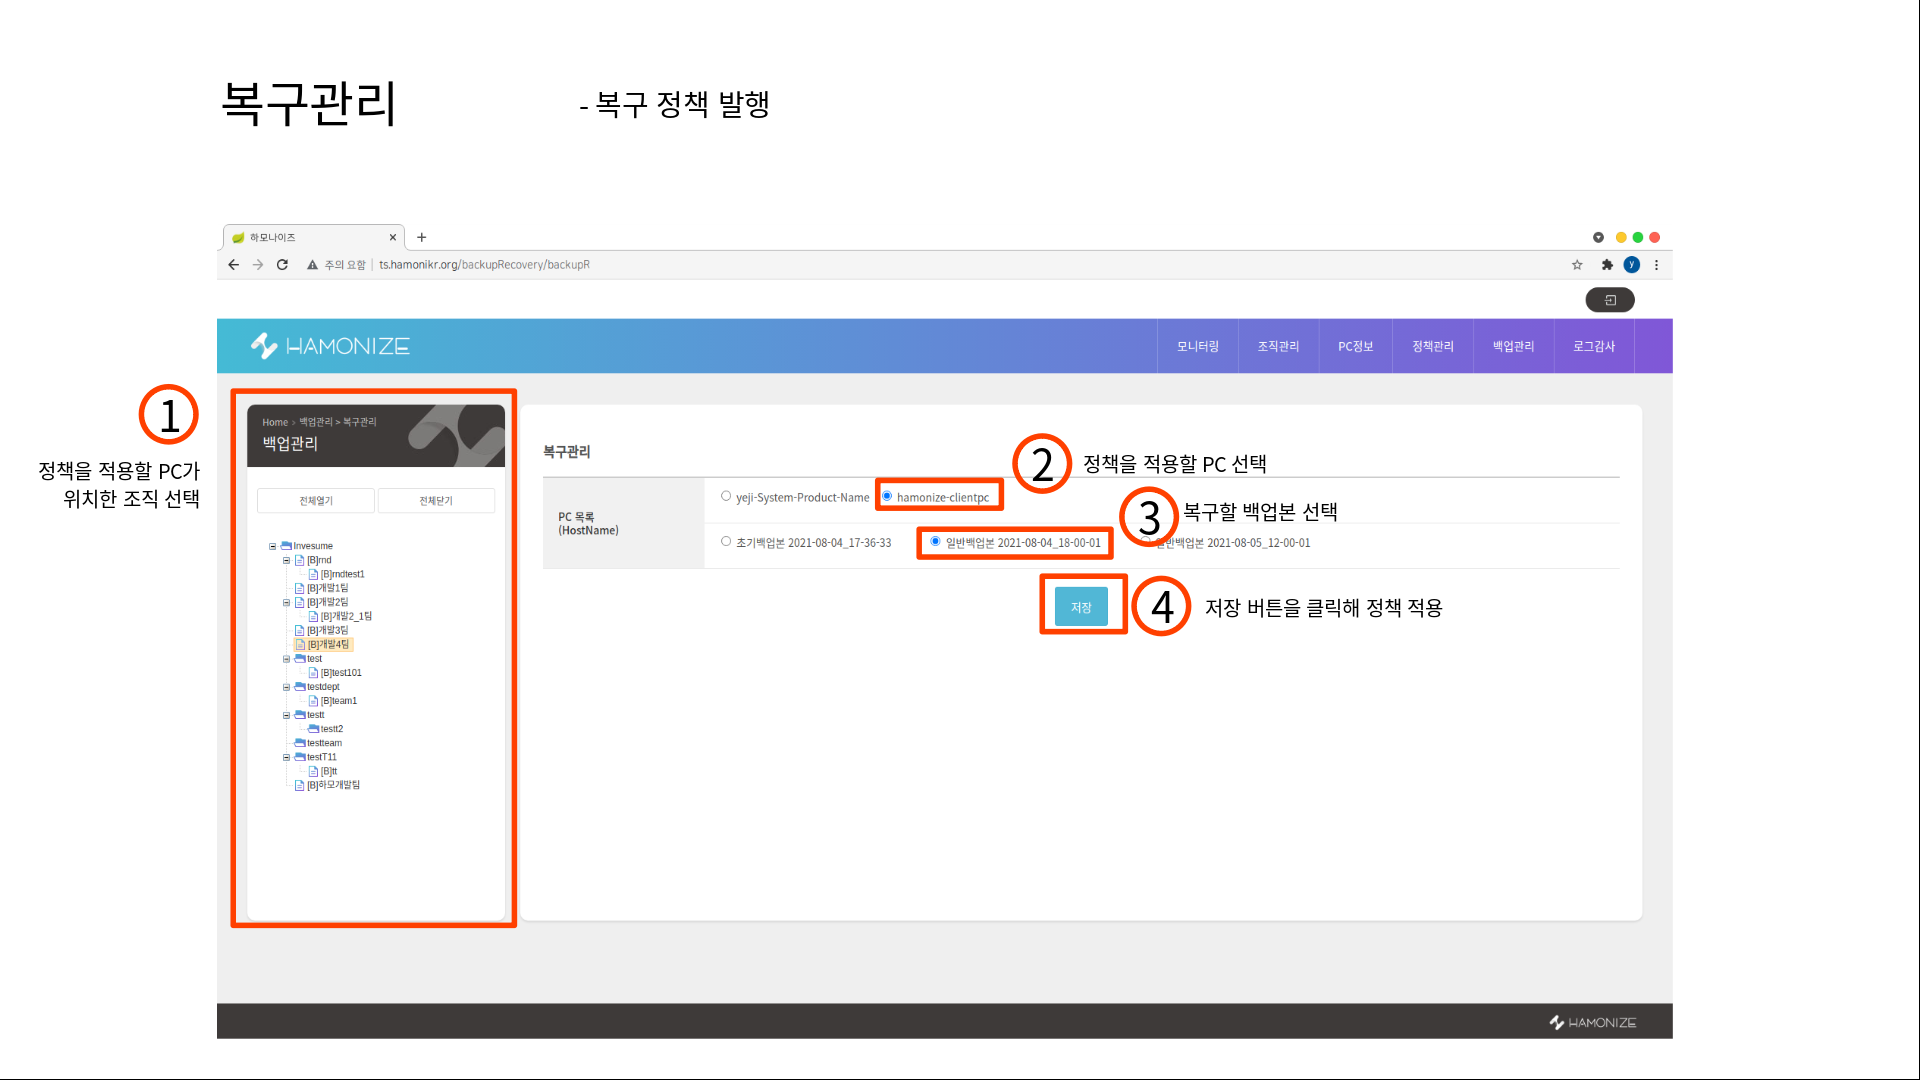 복구관리
- 복구 정책 발행
하모나이즈
주의 요함 | ts.hamonikr.org/backupRecovery/backupR
y
HAMONIZE
모니터링 조직관리 PC정보 정책관리 백업관리 로그감사
1
정책을 적용할 PC가
위치한 조직 선택
Home > 백업관리 > 복구관리
백업관리
전체열기 전체닫기
Invesume
[B]rnd
[B]rndtest1
[B]개발1팀
[B]개발2팀
[B]개발2_1팀
[B]개발3팀
[B]개발4팀
test
[B]test101
testdept
[B]team1
testt
testt2
testteam
testT11
[B]tt
[B]하모개발팀
복구관리
2 정책을 적용할 PC 선택
PC 목록
(HostName)
yeji-System-Product-Name hamonize-clientpc
3 복구할 백업본 선택
초기백업본 2021-08-04_17-36-33 일반백업본 2021-08-04_18-00-01 일반백업본 2021-08-05_12-00-01
저장
4 저장 버튼을 클릭해 정책 적용
HAMONIZE